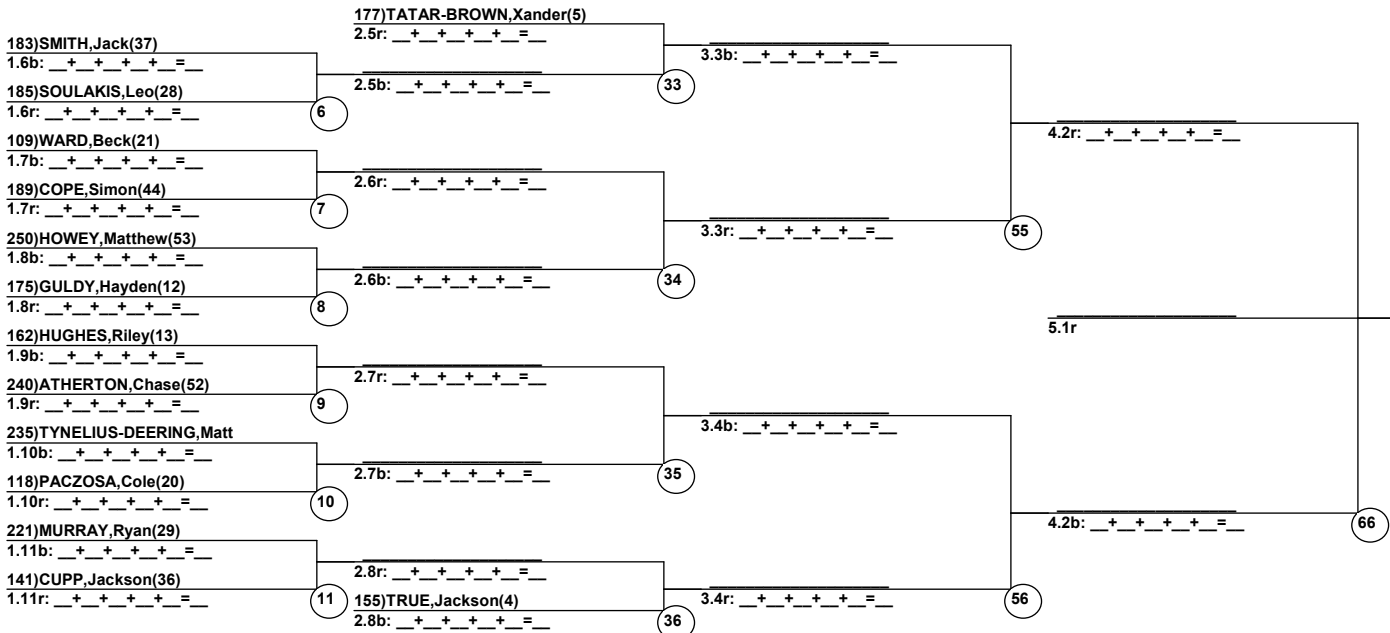 183)SMITH,Jack(37)
1.6b: __+__+__+__+__=__
185)SOULAKIS,Leo(28)
1.6r: __+__+__+__+__=__
6
109)WARD,Beck(21)
1.7b: __+__+__+__+__=__
189)COPE,Simon(44)
1.7r: __+__+__+__+__=__
7
250)HOWEY,Matthew(53)
1.8b: __+__+__+__+__=__
175)GULDY,Hayden(12)
1.8r: __+__+__+__+__=__
8
162)HUGHES,Riley(13)
1.9b: __+__+__+__+__=__
240)ATHERTON,Chase(52)
1.9r: __+__+__+__+__=__
9
235)TYNELIUS-DEERING,Matt
1.10b: __+__+__+__+__=__
118)PACZOSA,Cole(20)
1.10r: __+__+__+__+__=__
10
221)MURRAY,Ryan(29)
1.11b: __+__+__+__+__=__
141)CUPP,Jackson(36)
1.11r: __+__+__+__+__=__
11
177)TATAR-BROWN,Xander(5)
2.5r: __+__+__+__+__=__
2.5b: __+__+__+__+__=__
33
2.6r: __+__+__+__+__=__
2.6b: __+__+__+__+__=__
34
2.7r: __+__+__+__+__=__
2.7b: __+__+__+__+__=__
35
2.8r: __+__+__+__+__=__
155)TRUE,Jackson(4)
2.8b: __+__+__+__+__=__
36
3.3b: __+__+__+__+__=__
3.3r: __+__+__+__+__=__
55
3.4b: __+__+__+__+__=__
3.4r: __+__+__+__+__=__
56
4.2r: __+__+__+__+__=__
4.2b: __+__+__+__+__=__
66
5.1r